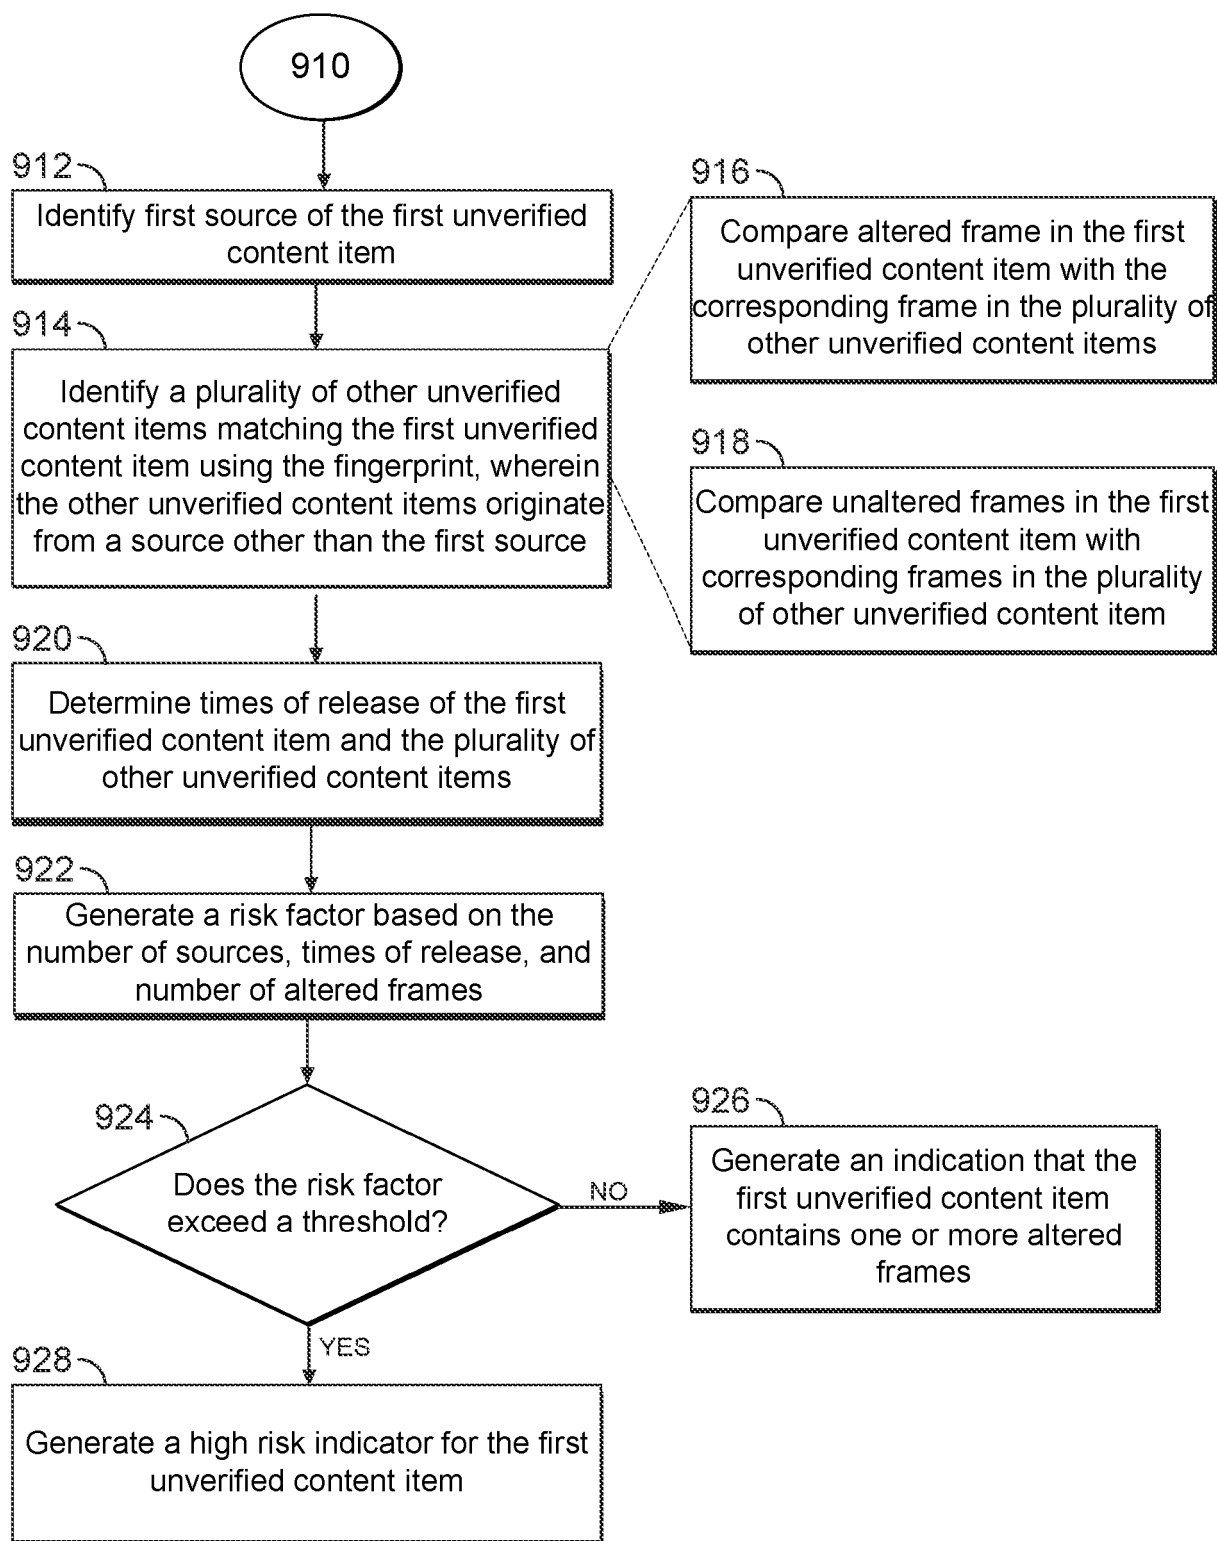 910
912
Identify first source of the first unverified
content item
914
Identify a plurality of other unverified
content items matching the first unverified
content item using the fingerprint, wherein
the other unverified content items originate
from a source other than the first source
916
Compare altered frame in the first
unverified content item with the
corresponding frame in the plurality of
other unverified content items
918
Compare unaltered frames in the first
unverified content item with
corresponding frames in the plurality
of other unverified content item
920
Determine times of release of the first
unverified content item and the plurality of
other unverified content items
922
Generate a risk factor based on the
number of sources, times of release, and
number of altered frames
924
Does the risk factor
exceed a threshold?
NO
926
Generate an indication that the
first unverified content item
contains one or more altered
frames
YES
928
Generate a high risk indicator for the first
unverified content item